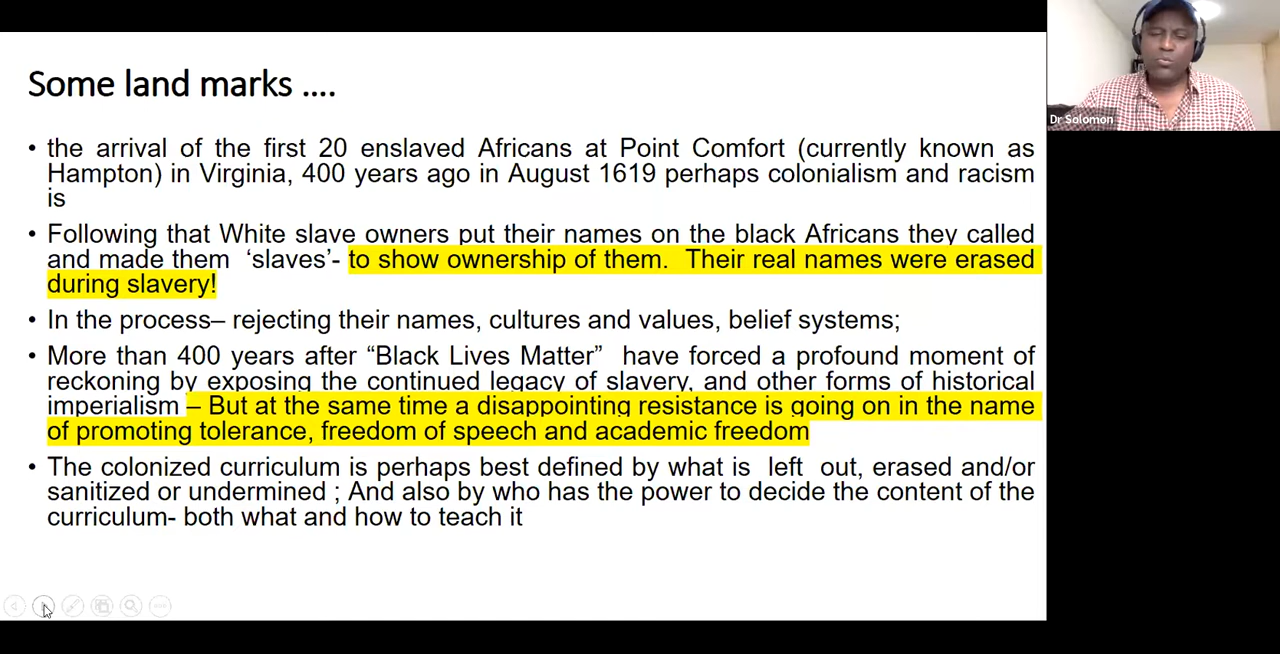 Some land marks ....
• the arrival of the first 20 enslaved Africans at Point Comfort (currently known as
Hampton) in Virginia, 400 years ago in August 1619 perhaps colonialism and racism
is
• Following that White slave owners put their names on the black Africans they called
and made them ‘slaves’- to show ownership of them. Their real names were erased
during slavery!
• In the process– rejecting their names, cultures and values, belief systems;
• More than 400 years after “Black Lives Matter” have forced a profound moment of
reckoning by exposing the continued legacy of slavery, and other forms of historical
imperialism – But at the same time a disappointing resistance is going on in the name
of promoting tolerance, freedom of speech and academic freedom
• The colonized curriculum is perhaps best defined by what is left out, erased and/or
sanitized or undermined ; And also by who has the power to decide the content of the
curriculum- both what and how to teach it
Dr Solomon